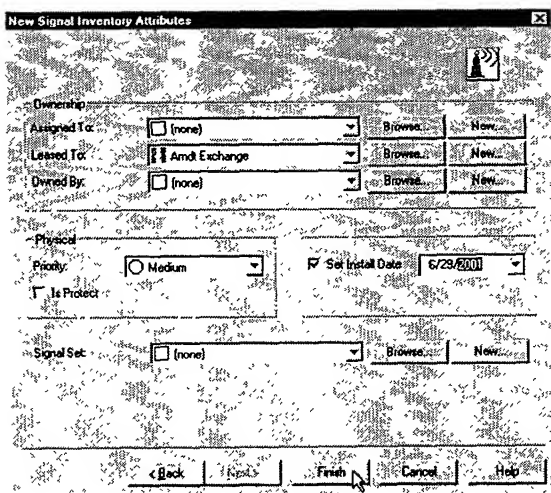 New Signal Inventory Attributes
Ownership
Assigned To: (none) Browse... New...
Leased To: Arndt Exchange Browse... New...
Owned By: (none) Browse... New...
Physical
Priority: Medium
Set Install Date 6/29/2001
Is Protect
Signal Set: (none) Browse... New...
< Back Next > Finish Cancel Help